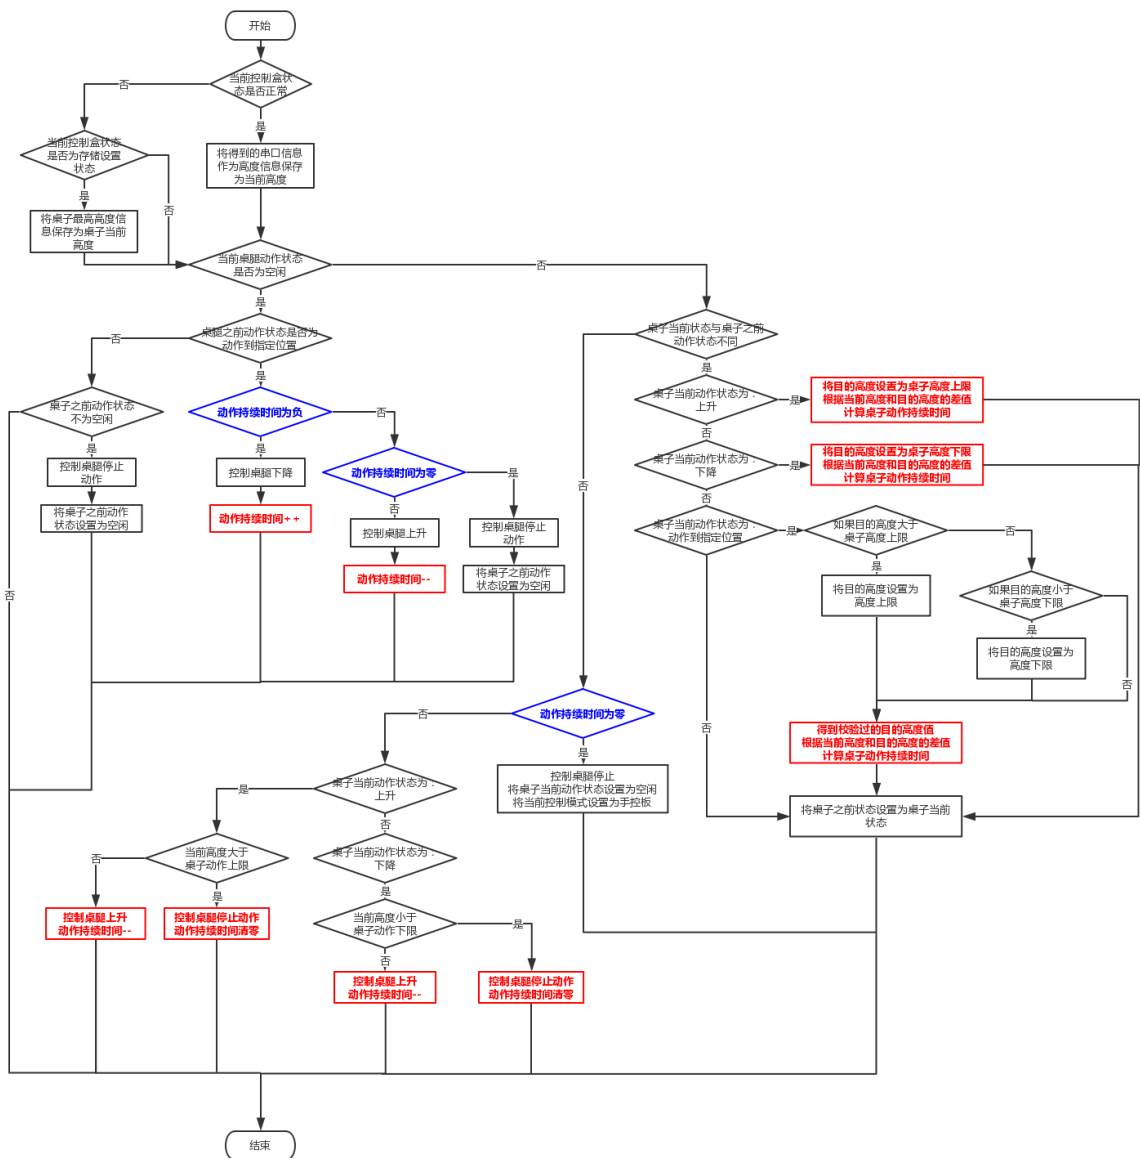 开始
当前控制盒状
态是否正常
否
是
当前控制盒状态
是否为存储设置
状态
将得到的串口信息
作为高度信息保存
为当前高度
是
否
将桌子最高高度信
息保存为桌子当前
高度
当前桌腿动作状态
是否为空闲
否
是
桌腿之前动作状态是否为
动作到指定位置
否
是
桌子当前状态与桌子之前
动作状态不同
是
否
桌子之前动作状态
不为空闲
是
否
控制桌腿停止
动作
将桌子之前动作
状态设置为空闲
动作持续时间为负
否
是
控制桌腿下降
动作持续时间++
动作持续时间为零
是
否
控制桌腿上升
动作持续时间--
控制桌腿停止
动作
将桌子之前动作
状态设置为空闲
桌子当前动作状态为：
上升
是
否
将目的高度设置为桌子高度上限
根据当前高度和目的高度的差值
计算桌子动作持续时间
桌子当前动作状态为：
下降
是
否
将目的高度设置为桌子高度下限
根据当前高度和目的高度的差值
计算桌子动作持续时间
桌子当前动作状态为：
动作到指定位置
是
否
如果目的高度大于
桌子高度上限
否
是
将目的高度设置为
高度上限
如果目的高度小于
桌子高度下限
是
否
将目的高度设置为
高度下限
得到校验过的目的高度值
根据当前高度和目的高度的差值
计算桌子动作持续时间
将桌子之前状态设置为桌子当前
状态
动作持续时间为零
否
是
控制桌腿停止
将桌子当前动作状态设置为空闲
将当前控制模式设置为手控板
桌子当前动作状态为：
上升
是
否
当前高度大于
桌子动作上限
否
是
控制桌腿上升
动作持续时间--
控制桌腿停止动作
动作持续时间清零
桌子当前动作状态为：
下降
是
当前高度小于
桌子动作下限
是
否
控制桌腿上升
动作持续时间--
控制桌腿停止动作
动作持续时间清零
结束